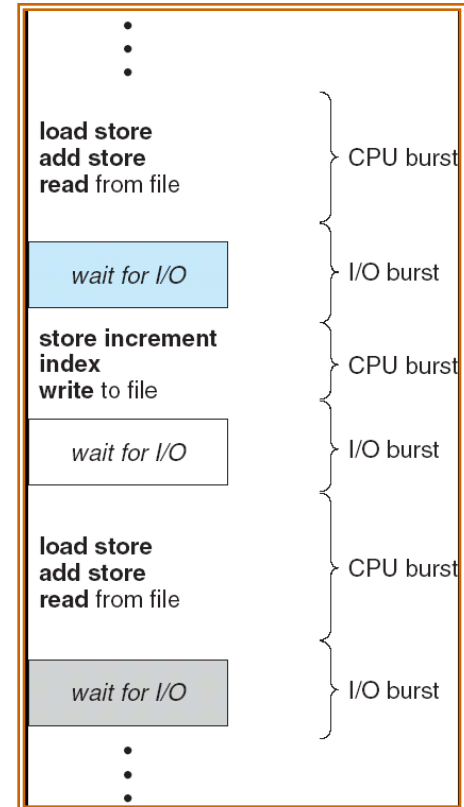 load store
add store
read from file
CPU burst
wait for I/O
I/O burst
store increment
index
write to file
CPU burst
wait for I/O
I/O burst
load store
add store
read from file
CPU burst
wait for I/O
I/O burst